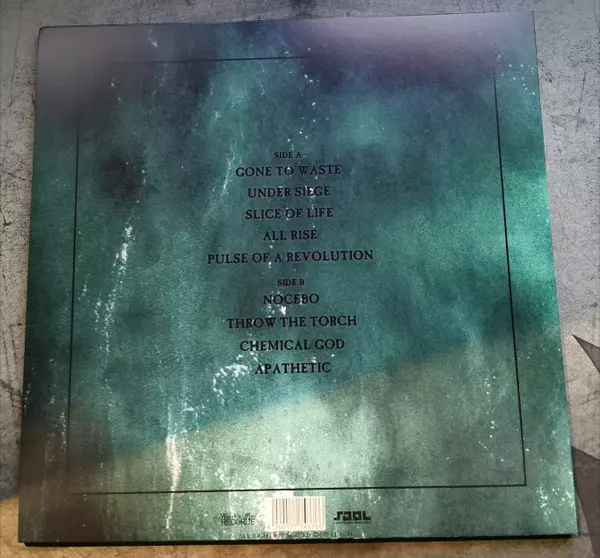 SIDE A
GONE TO WASTE
UNDER SIEGE
SLICE OF LIFE
ALL RISE
PULSE OF A REVOLUTION
SIDE B
NOCEBO
THROW THE TORCH
CHEMICAL GOD
APATHETIC
RECORDS